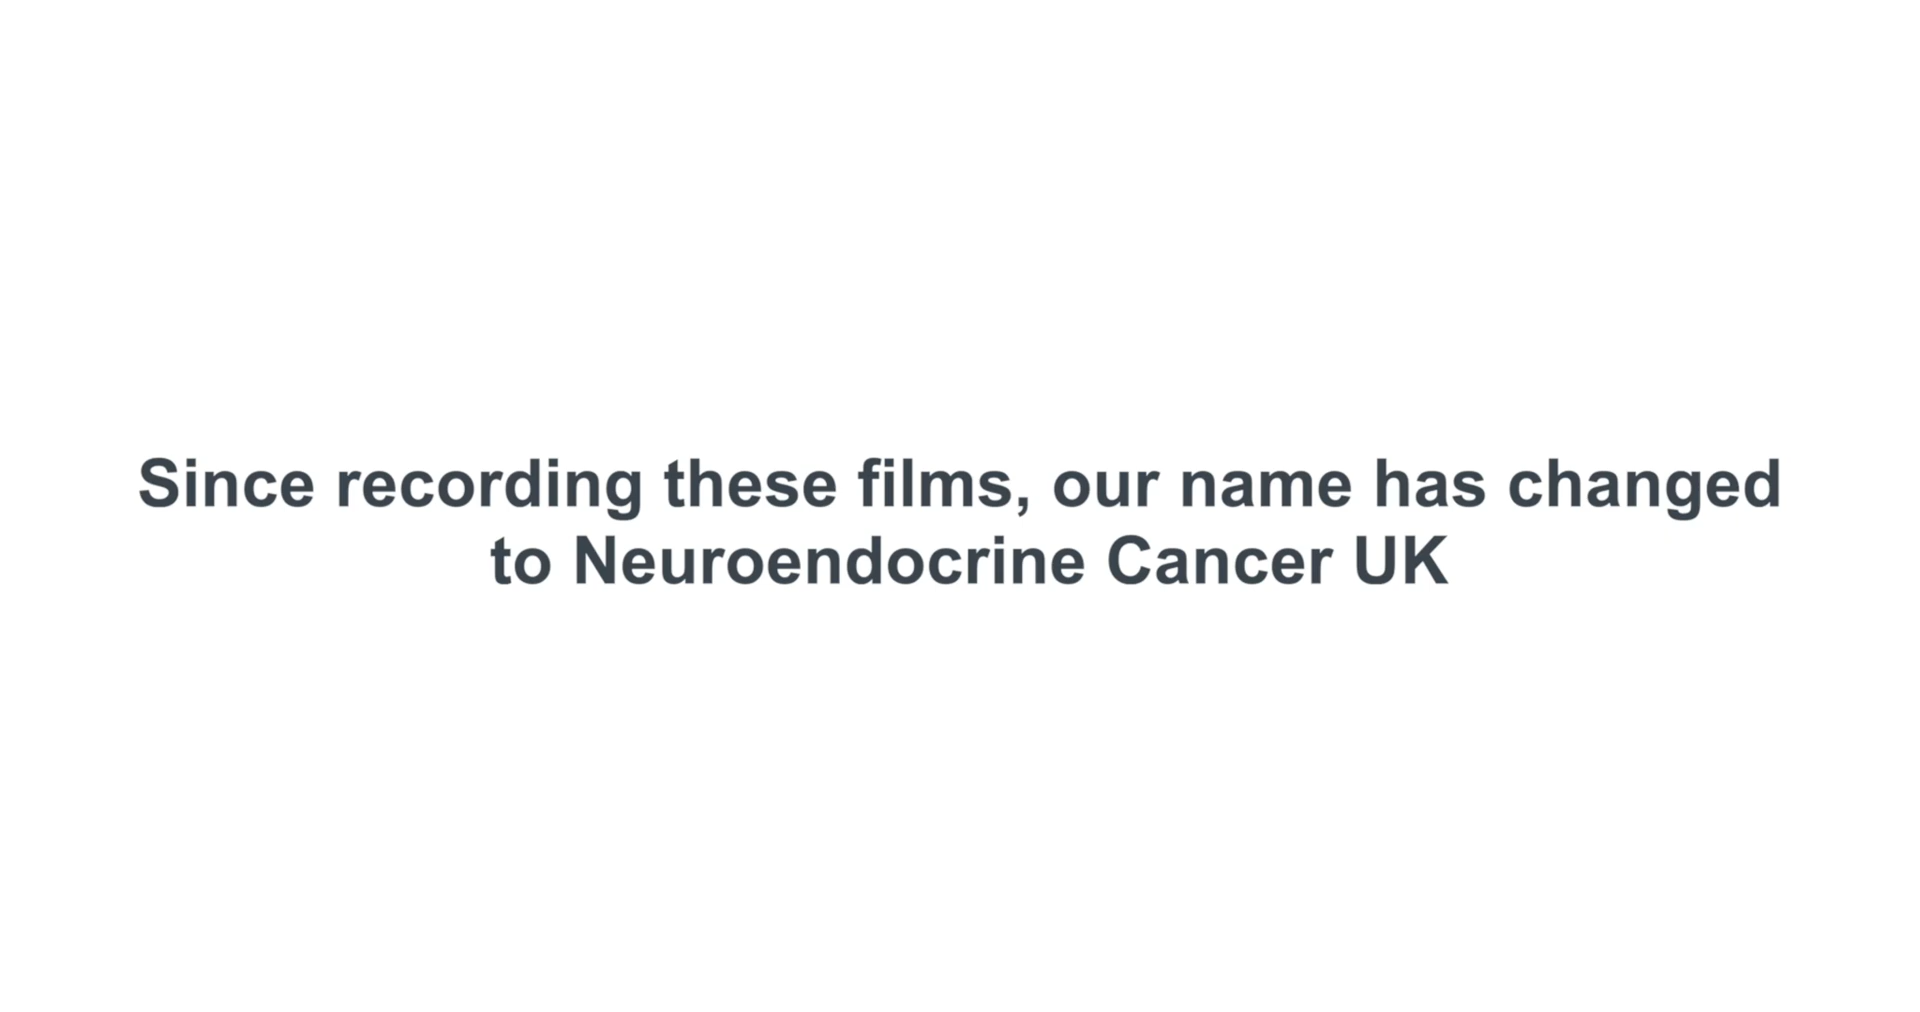 Since recording these films, our name has changed
to Neuroendocrine Cancer UK